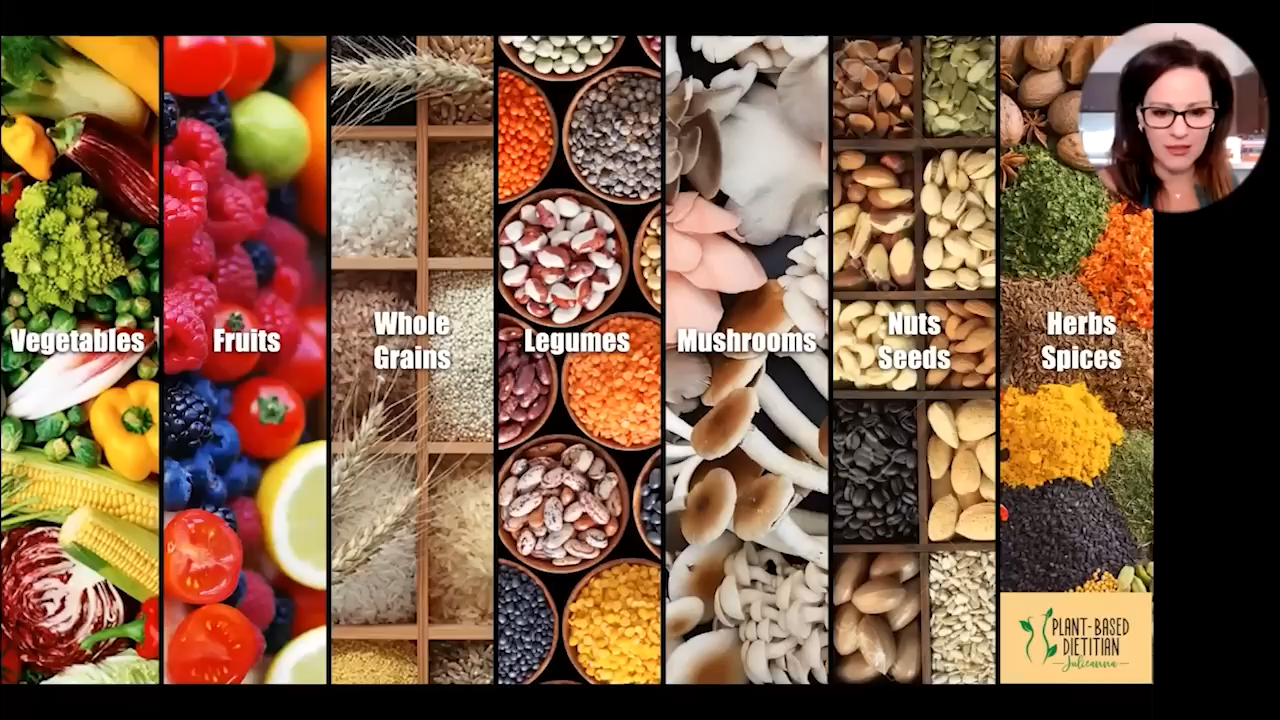 Vegetables
Fruits
Whole
Grains
Legumes
Mushrooms
Nuts
Seeds
Herbs
Spices
PLANT-BASED
DIETITIAN
Julieanna